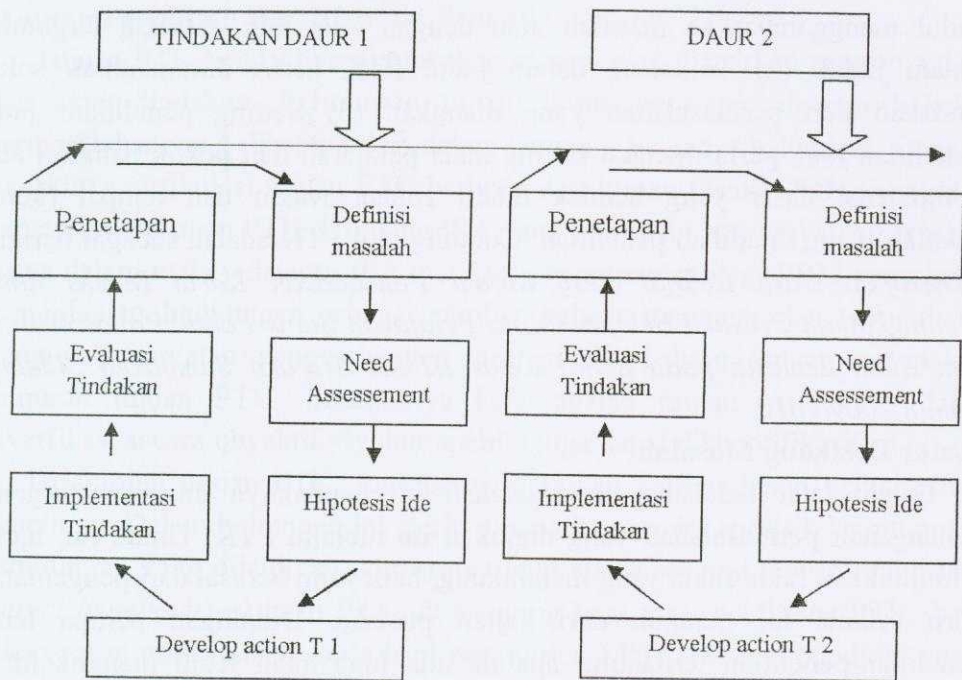 TINDAKAN DAUR 1
DAUR 2
Penetapan
Definisi
masalah
Penetapan
Definisi
masalah
Evaluasi
Tindakan
Need
Assessement
Evaluasi
Tindakan
Need
Assessement
Implementasi
Tindakan
Hipotesis Ide
Implementasi
Tindakan
Hipotesis Ide
Develop action T.1
Develop action T.2